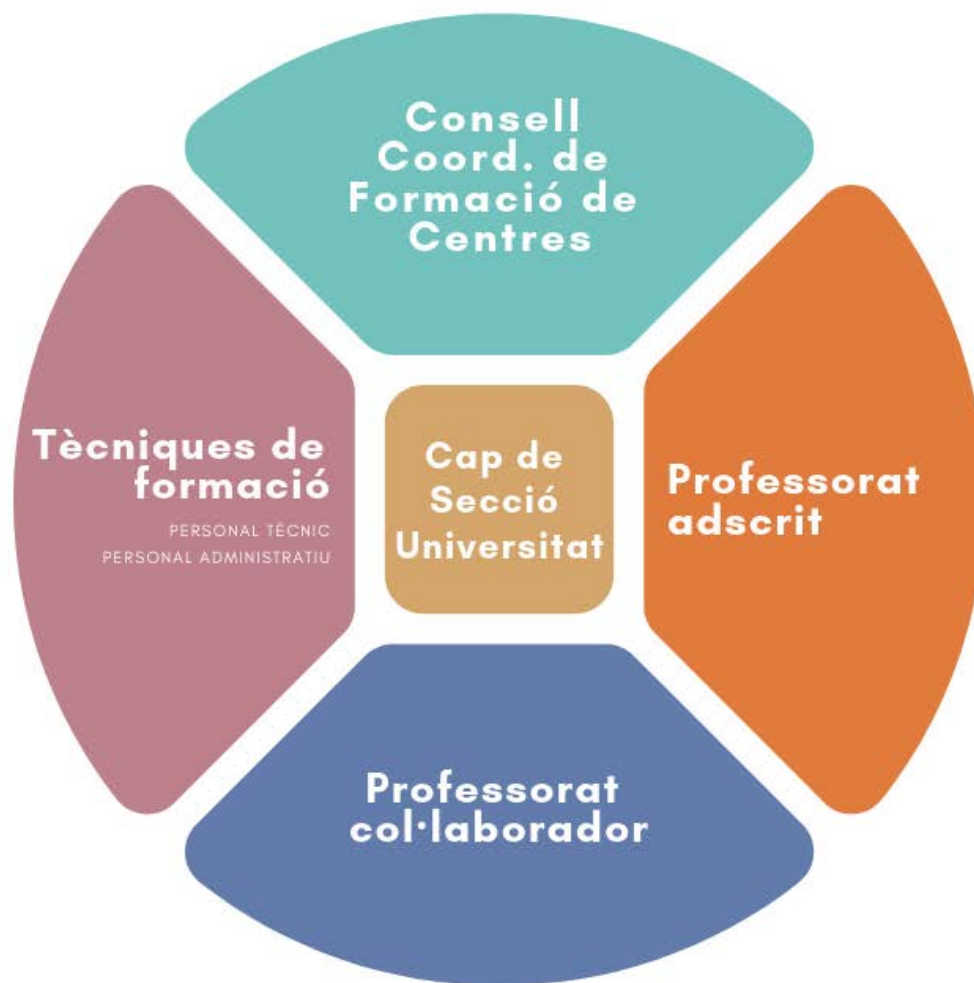 Consell
Coord. de
Formació de
Centres
Tècniques de
formació
PERSONAL TÈCNIC
PERSONAL ADMINISTRATIU
Cap de
Secció
Universitat
Professorat
adscrit
Professorat
col·laborador